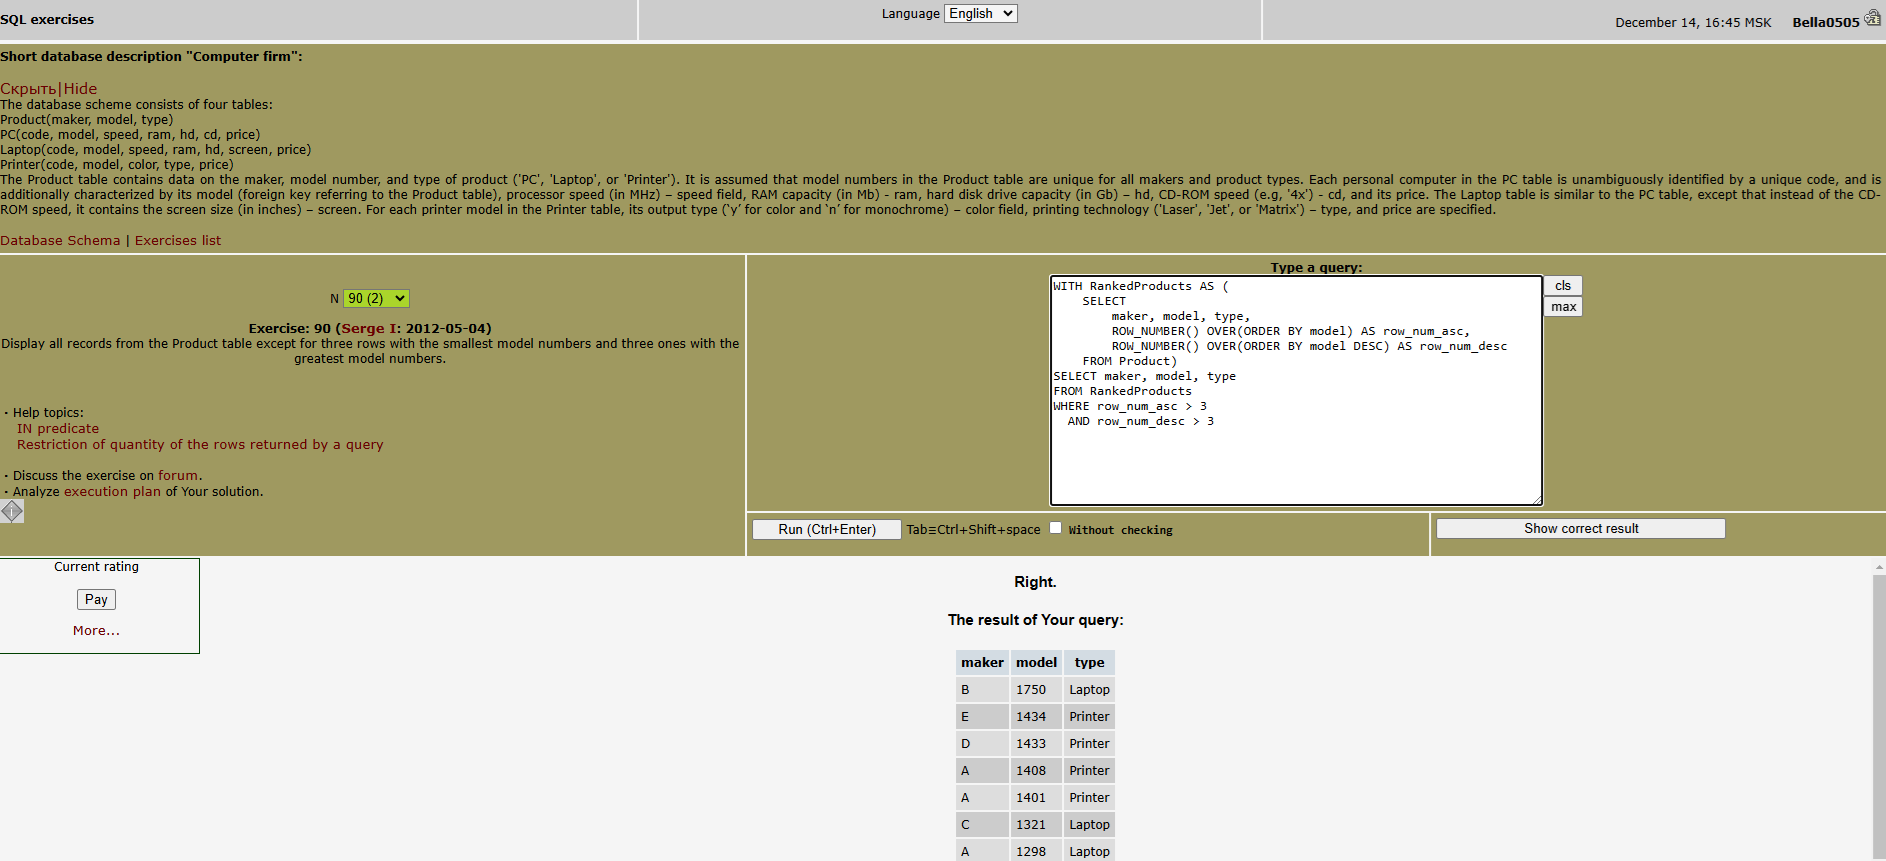 SQL exercises
Language English
December 14, 16:45 MSK Bella0505
Short database description "Computer firm":
Скрыть|Hide
The database scheme consists of four tables:
Product(maker, model, type)
PC(code, model, speed, ram, hd, cd, price)
Laptop(code, model, speed, ram, hd, screen, price)
Printer(code, model, color, type, price)
The Product table contains data on the maker, model number, and type of product ('PC', 'Laptop', or 'Printer'). It is assumed that model numbers in the Product table are unique for all makers and product types. Each personal computer in the PC table is unambiguously identified by a unique code, and is
additionally characterized by its model (foreign key referring to the Product table), processor speed (in MHz) – speed field, RAM capacity (in Mb) - ram, hard disk drive capacity (in Gb) – hd, CD-ROM speed (e.g, '4x') - cd, and its price. The Laptop table is similar to the PC table, except that instead of the CD-
ROM speed, it contains the screen size (in inches) – screen. For each printer model in the Printer table, its output type (‘y’ for color and ‘n’ for monochrome) – color field, printing technology ('Laser', 'Jet', or 'Matrix') – type, and price are specified.
Database Schema | Exercises list
N 90 (2)
Exercise: 90 (Serge I: 2012-05-04)
Display all records from the Product table except for three rows with the smallest model numbers and three ones with the
greatest model numbers.
· Help topics:
IN predicate
Restriction of quantity of the rows returned by a query
· Discuss the exercise on forum.
· Analyze execution plan of Your solution.
Type a query:
WITH RankedProducts AS (
    SELECT
        maker, model, type,
        ROW_NUMBER() OVER(ORDER BY model) AS row_num_asc,
        ROW_NUMBER() OVER(ORDER BY model DESC) AS row_num_desc
    FROM Product)
SELECT maker, model, type
FROM RankedProducts
WHERE row_num_asc > 3
  AND row_num_desc > 3
cls
max
Run (Ctrl+Enter) Tab≡Ctrl+Shift+space Without checking
Show correct result
Current rating
Pay
More...
Right.
The result of Your query:
maker model type
B 1750 Laptop
E 1434 Printer
D 1433 Printer
A 1408 Printer
A 1401 Printer
C 1321 Laptop
A 1298 Laptop